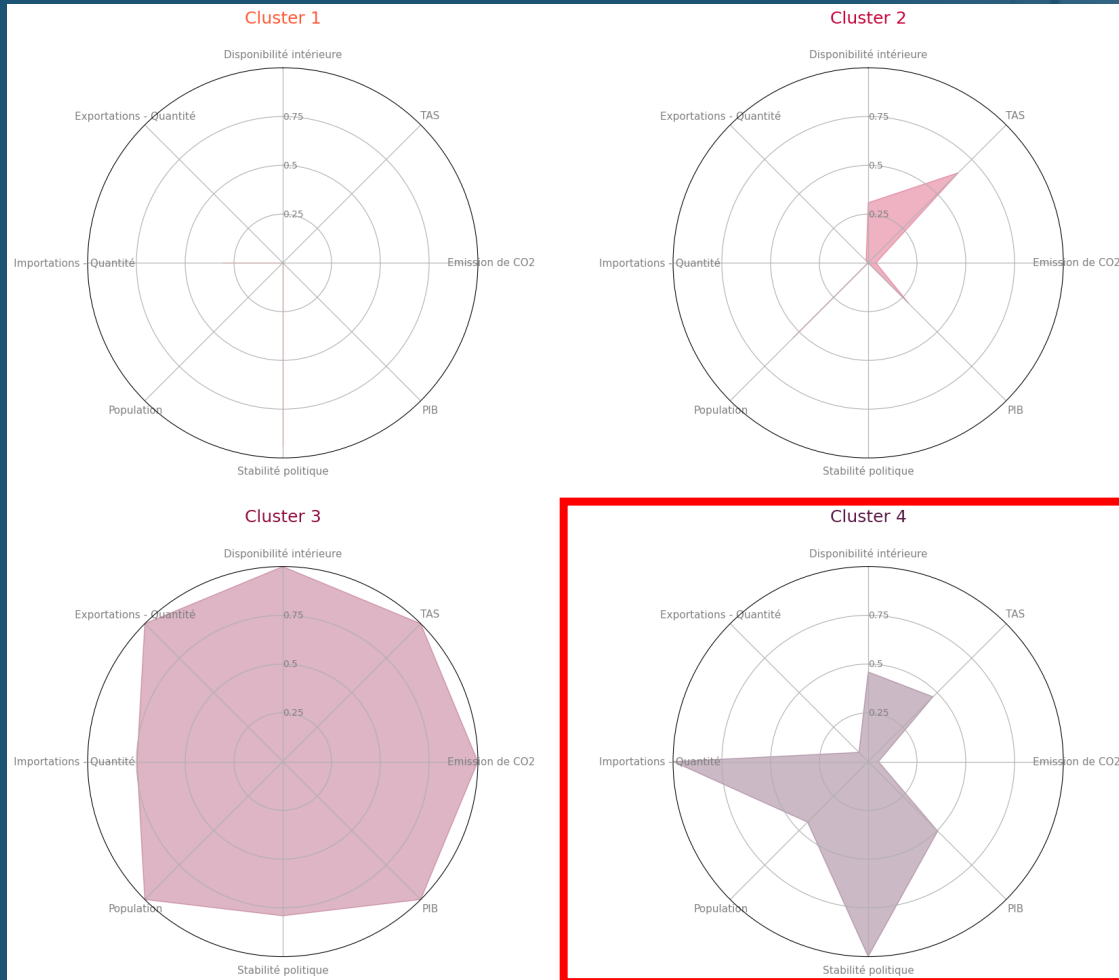 Cluster 1
Disponibilité intérieure
Exportations - Quantité
TAS
0.75
0.5
0.25
Importations - Quantité
Emission de CO2
Population
PIB
Stabilité politique
Cluster 2
Disponibilité intérieure
Exportations - Quantité
TAS
0.75
0.5
0.25
Importations - Quantité
Emission de CO2
Population
PIB
Stabilité politique
Cluster 3
Disponibilité intérieure
Exportations - Quantité
TAS
0.75
0.5
0.25
Importations - Quantité
Emission de CO2
Population
PIB
Stabilité politique
Cluster 4
Disponibilité intérieure
Exportations - Quantité
TAS
0.75
0.5
0.25
Importations - Quantité
Emission de CO2
Population
PIB
Stabilité politique